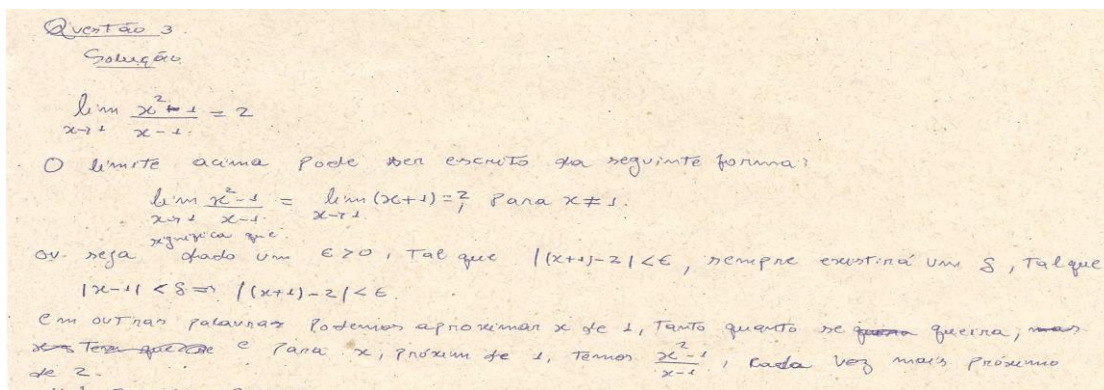 Questão 3.
Solução
lim x→1 (x² - 1)/(x - 1) = 2
O limite acima pode ser escrito da seguinte forma:
lim x→1 (x² - 1)/(x - 1) = lim x→1 (x+1) = 2, para x ≠ 1.
significa que
ou seja dado um ϵ > 0, tal que |(x+1)-2| < ϵ, sempre existirá um δ, tal que
|x-1| < δ ⇒ |(x+1)-2| < ϵ.
em outras palavras podemos aproximar x de 1, tanto quanto se queira,
e para x, próxim de 1, temos (x² - 1)/(x - 1), cada vez mais próximo
de 2.